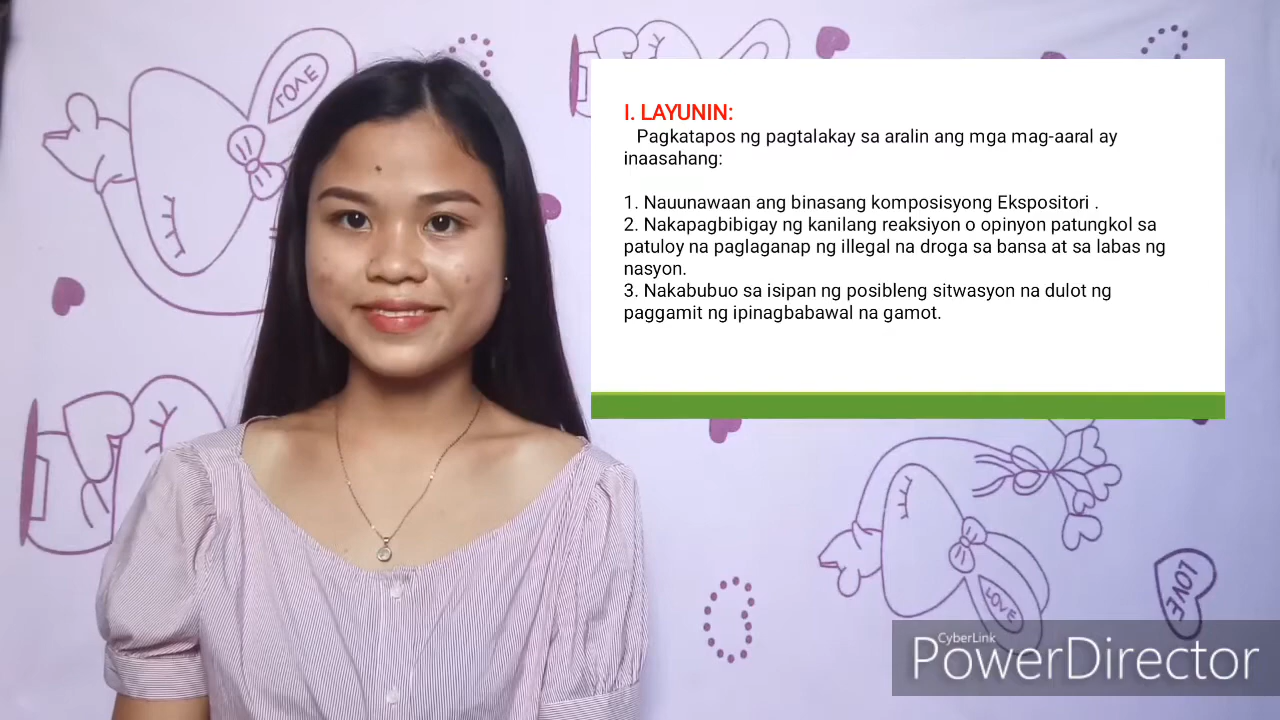 LOVE
I. LAYUNIN:
Pagkatapos ng pagtalakay sa aralin ang mga mag-aaral ay
inaasahang:
1. Nauunawaan ang binasang komposisyong Ekspositori .
2. Nakapagbibigay ng kanilang reaksiyon o opinyon patungkol sa
patuloy na paglaganap ng illegal na droga sa bansa at sa labas ng
nasyon.
3. Nakabubuo sa isipan ng posibleng sitwasyon na dulot ng
paggamit ng ipinagbabawal na gamot.
LOVE
LOVE
CyberLink
PowerDirector